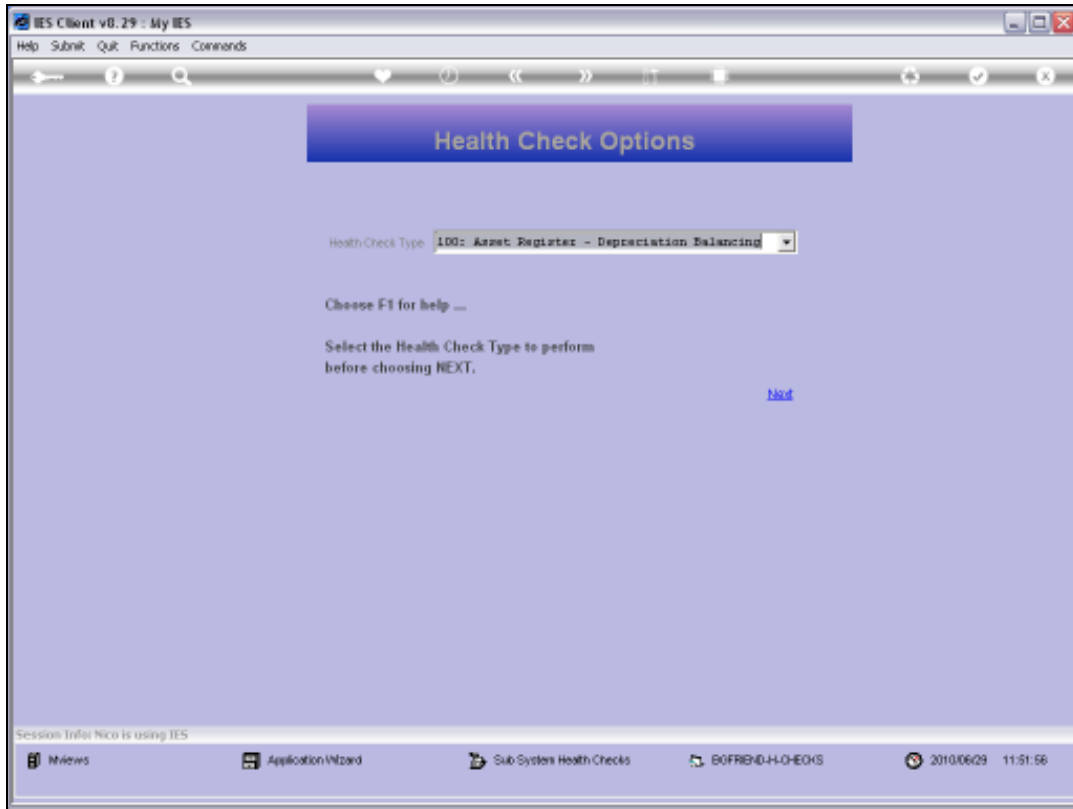 IES Client v8.29 : My IES
Help Submit Quit Functions Commands
Health Check Options
Health Check Type 100: Asset Register - Depreciation Balancing
Choose F1 for help ...
Select the Health Check Type to perform
before choosing NEXT.
Next
Session Info: Nico is using IES
Mviews Application Wizard Sub System Health Checks BOFRIEND-H-CHECKS 2010/06/29 11:51:56